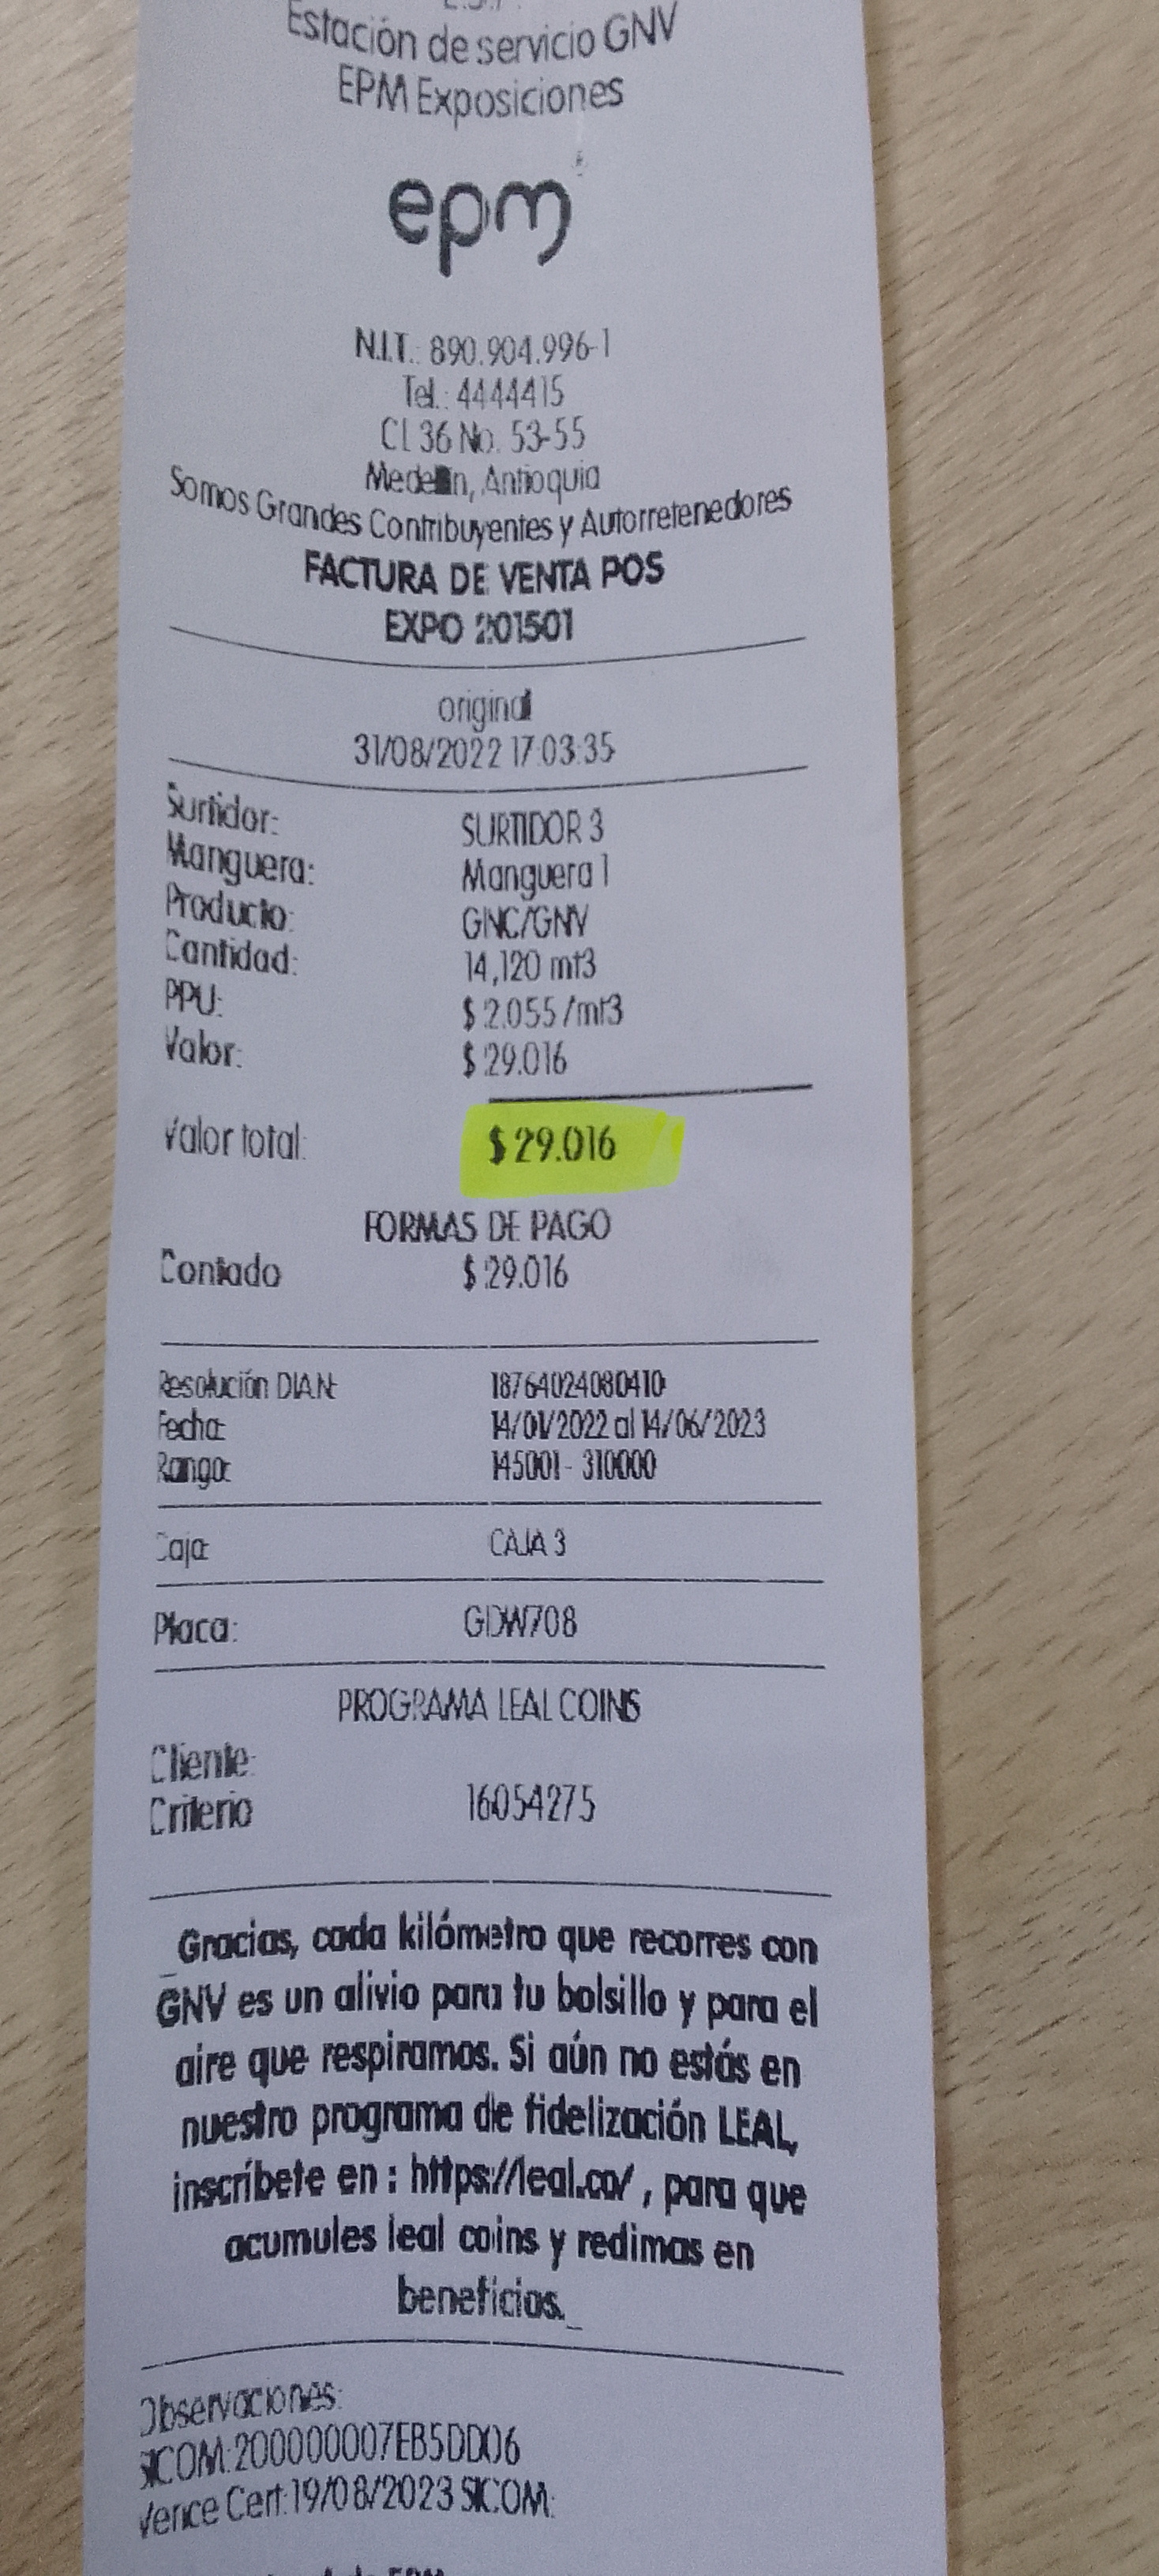 Estación de servicio GNV
EPM Exposiciones
epm
N.I.T.: 890.904.996-1
Tel.: 4444415
Cl 36 No. 53-55
Medellín, Antioquia
Somos Grandes Contribuyentes y Autorretenedores
FACTURA DE VENTA POS
EXPO 201501
original
31/08/2022 17:03:35
Surtidor: SURTIDOR 3
Manguera: Manguera 1
Producto: GNC/GNV
Cantidad: 14,120 mt3
PPU: $ 2.055 /mt3
Valor: $ 29.016
Valor total: $ 29.016
FORMAS DE PAGO
Contado $ 29.016
Resolución DIAN: 18764024080410
Fecha: 14/01/2022 al 14/06/2023
Rango: 145001 - 310000
Caja: CAJA 3
Placa: GDW708
PROGRAMA LEAL COINS
Cliente:
Criterio 16054275
Gracias, cada kilómetro que recorres con
GNV es un alivio para tu bolsillo y para el
aire que respiramos. Si aún no estás en
nuestro programa de fidelización LEAL,
inscríbete en : https://leal.co/ , para que
acumules leal coins y redimas en
beneficios.
Observaciones:
SICOM:200000007EB5DD06
Vence Cert:19/08/2023 SICOM: